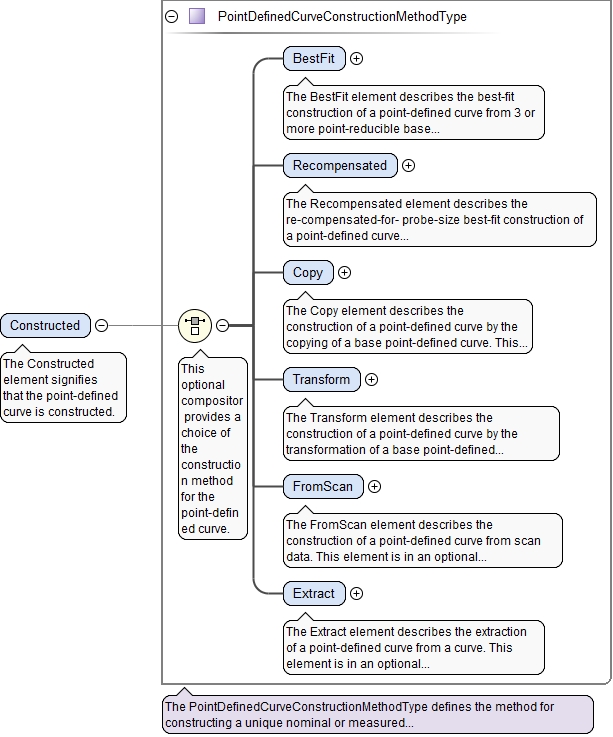 PointDefinedCurveConstructionMethodType
BestFit
The BestFit element describes the best-fit
construction of a point-defined curve from 3 or
more point-reducible base...
Recompensated
The Recompensated element describes the
re-compensated-for- probe-size best-fit construction of
a point-defined curve...
Copy
The Copy element describes the
construction of a point-defined curve by the
copying of a base point-defined curve. This...
Constructed
The Constructed
element signifies
that the point-defined
curve is constructed.
This
optional
compositor
provides a
choice of
the
constructio
n method
for the
point-defin
ed curve.
Transform
The Transform element describes the
construction of a point-defined curve by the
transformation of a base point-defined...
FromScan
The FromScan element describes the
construction of a point-defined curve from scan
data. This element is in an optional...
Extract
The Extract element describes the extraction
of a point-defined curve from a curve. This
element is in an optional...
The PointDefinedCurveConstructionMethodType defines the method for
constructing a unique nominal or measured...